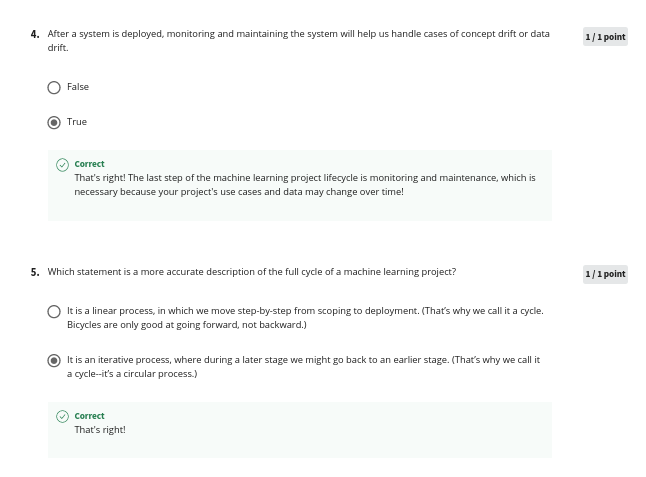 4. After a system is deployed, monitoring and maintaining the system will help us handle cases of concept drift or data
drift.
1 / 1 point
False
True
Correct
That's right! The last step of the machine learning project lifecycle is monitoring and maintenance, which is
necessary because your project's use cases and data may change over time!
5. Which statement is a more accurate description of the full cycle of a machine learning project?
1 / 1 point
It is a linear process, in which we move step-by-step from scoping to deployment. (That's why we call it a cycle.
Bicycles are only good at going forward, not backward.)
It is an iterative process, where during a later stage we might go back to an earlier stage. (That's why we call it
a cycle--it's a circular process.)
Correct
That's right!